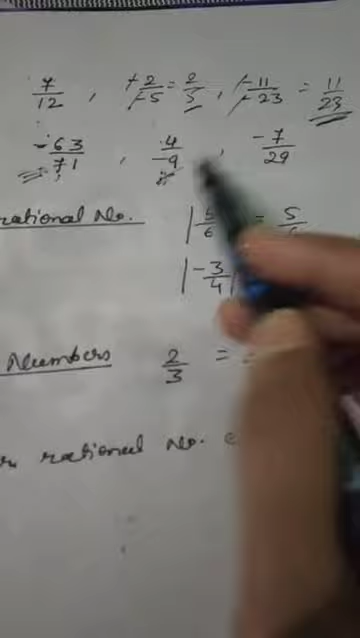 7/12 , -2/-5 = 2/5 , -11/-23 = 11/23
-63/71 , 4/-9 , -7/29
rational No. |-5/6| = 5/6
|-3/4|
Numbers 2/3 =
rational No.